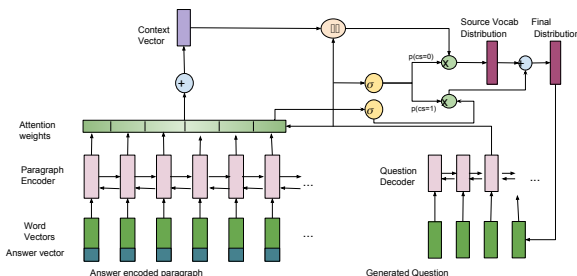 Context
Vector
Source Vocab
Distribution
Final
Distribution
p(cs=0)
p(cs=1)
σ
σ
+
+
x
x
Attention
weights
Paragraph
Encoder
...
Question
Decoder
...
Word
Vectors
Answer vector
...
...
Answer encoded paragraph
Generated Question